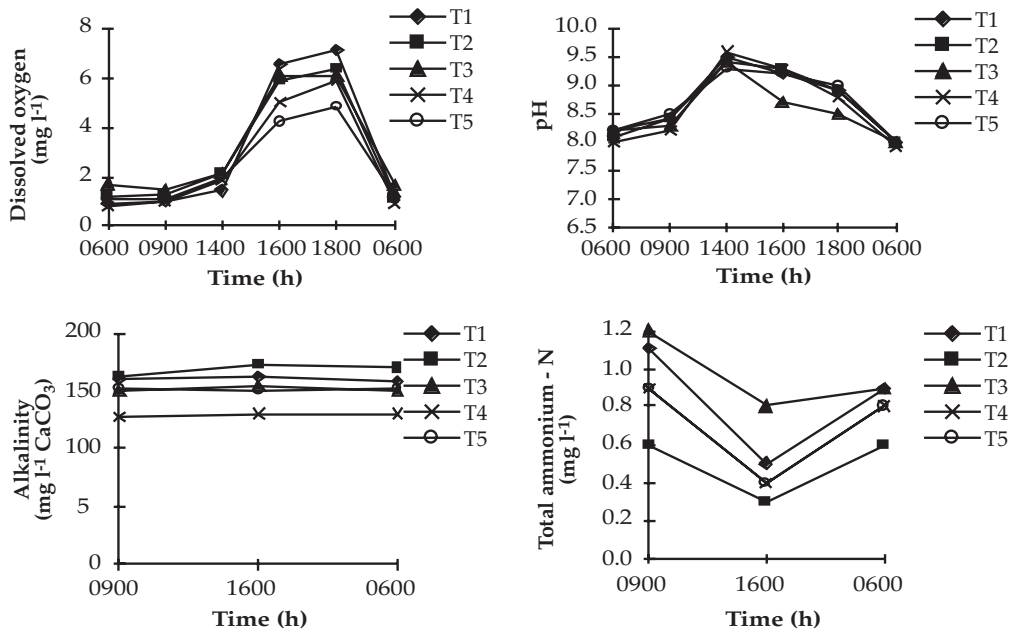 8
6
4
2
0
Dissolved oxygen
(mg l-1)
0600 0900 1400 1600 1800 0600
Time (h)
T1
T2
T3
T4
T5
10.0
9.5
9.0
8.5
8.0
7.5
7.0
6.5
pH
0600 0900 1400 1600 1800 0600
Time (h)
T1
T2
T3
T4
T5
200
150
100
5
0
Alkalinity
(mg l-1 CaCO3)
0900 1600 0600
Time (h)
T1
T2
T3
T4
T5
1.2
1.0
0.8
0.6
0.4
0.2
0.0
Total ammonium - N
(mg l-1)
0900 1600 0600
Time (h)
T1
T2
T3
T4
T5